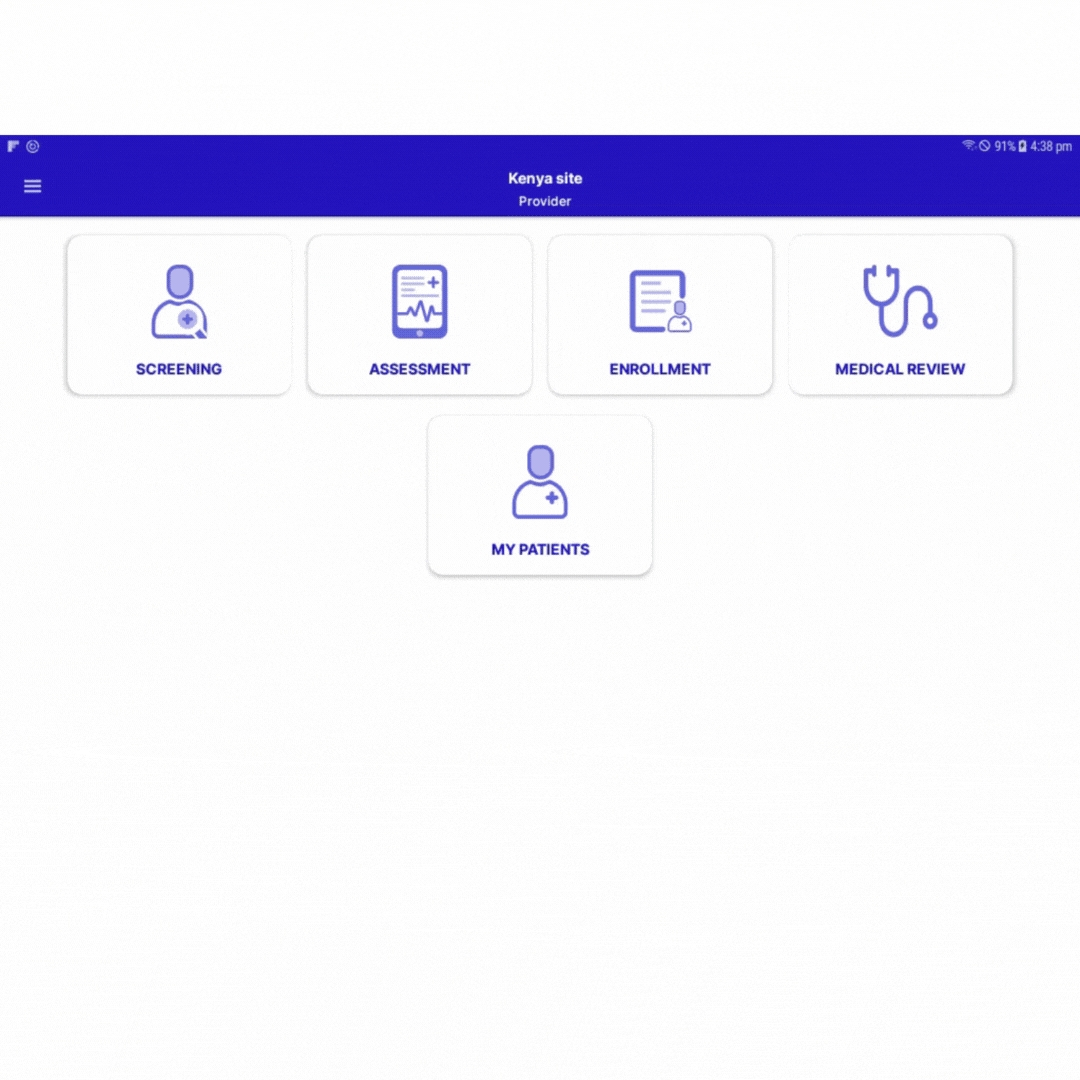 91% 4:38 pm
Kenya site
Provider
SCREENING
ASSESSMENT
ENROLLMENT
MEDICAL REVIEW
MY PATIENTS